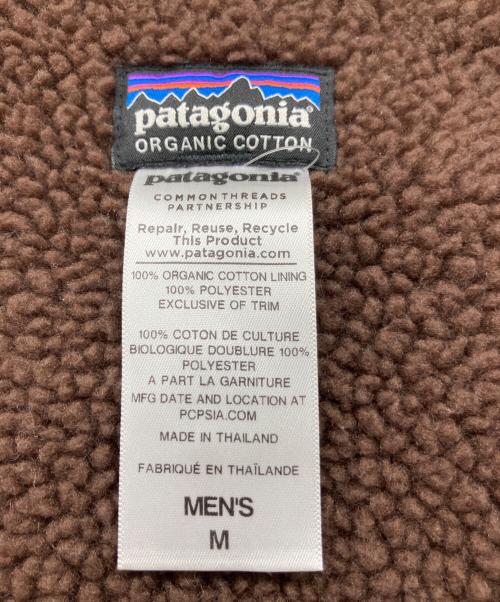 patagonia®
ORGANIC COTTON
patagonia®
COMMON THREADS
PARTNERSHIP
Repair, Reuse, Recycle
This Product
www.patagonia.com
100% ORGANIC COTTON LINING
100% POLYESTER
EXCLUSIVE OF TRIM
100% COTON DE CULTURE
BIOLOGIQUE DOUBLURE 100%
POLYESTER
A PART LA GARNITURE
MFG DATE AND LOCATION AT
PCPSIA.COM
MADE IN THAILAND
FABRIQUÉ EN THAÏLANDE
MEN'S
M